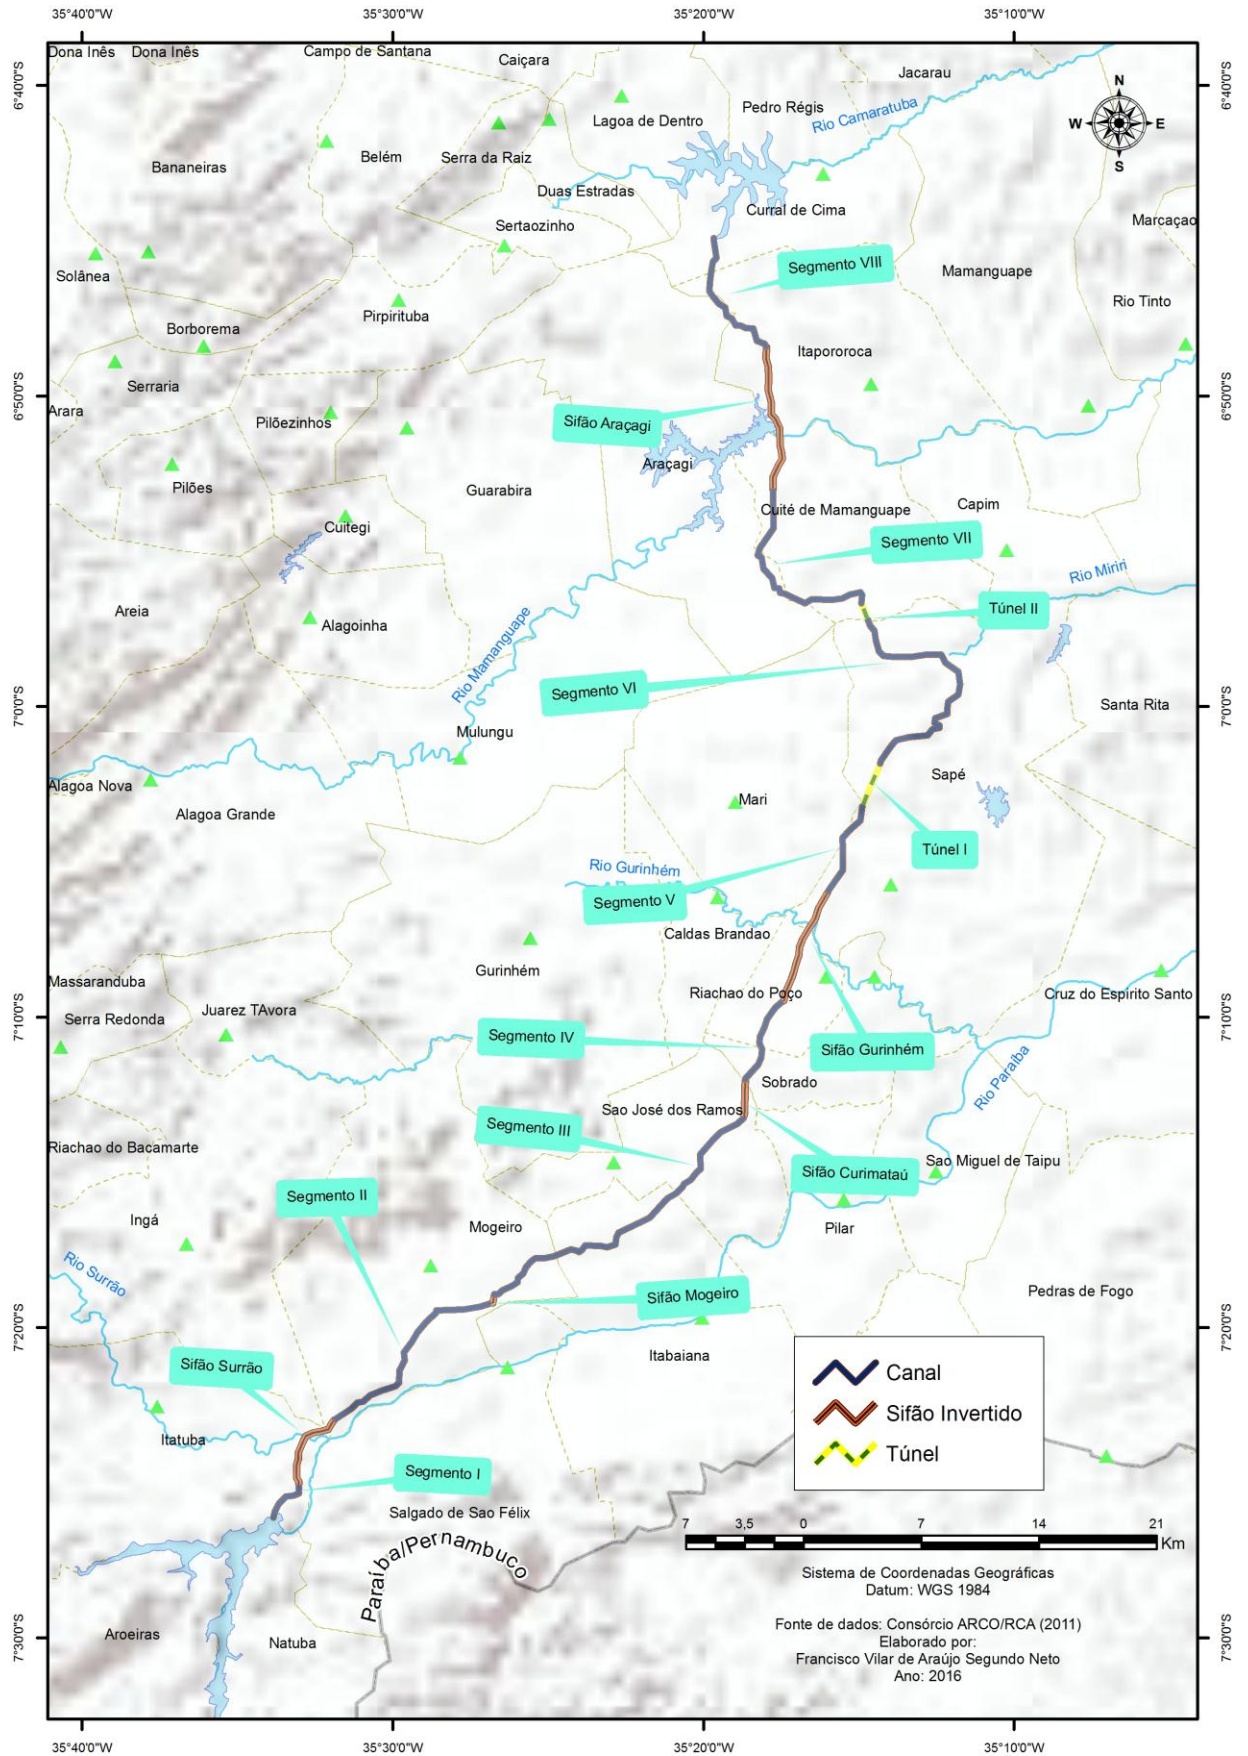 35°40'0"W 35°30'0"W 35°20'0"W 35°10'0"W
Dona Inês Dona Inês Campo de Santana
Caiçara
Jacarau
6°40'0"S 6°40'0"S
Pedro Régis
Rio Camaratuba
Lagoa de Dentro
N
W E
S
Bananeiras
Belém
Serra da Raiz
Duas Estradas
Curral de Cima
Marcaçao
Sertaozinho
Solânea
Segmento VIII
Mamanguape
Rio Tinto
Pirpirituba
Borborema
Itapororoca
Serraria
6°50'0"S 6°50'0"S
Arara
Pilõezinhos
Sifão Araçagi
Araçagi
Pilões
Guarabira
Cuité de Mamanguape
Capim
Cuitegi
Segmento VII
Rio Miriri
Túnel II
Areia
Alagoinha
Rio Mamanguape
Segmento VI
7°0'0"S 7°0'0"S
Santa Rita
Mulungu
Alagoa Nova
Sapé
Mari
Alagoa Grande
Túnel I
Rio Gurinhém
Segmento V
Caldas Brandao
Gurinhém
Massaranduba
Riachao do Poço
Cruz do Espirito Santo
Juarez TAvora
Serra Redonda
7°10'0"S 7°10'0"S
Segmento IV
Sifão Gurinhém
Rio Paraíba
Sobrado
Sao José dos Ramos
Segmento III
Riachao do Bacamarte
Sao Miguel de Taipu
Sifão Curimataú
Segmento II
Ingá
Mogeiro
Pilar
Rio Surrão
Sifão Mogeiro
Pedras de Fogo
7°20'0"S 7°20'0"S
Itabaiana
Sifão Surrão
Canal
Sifão Invertido
Túnel
Itatuba
Segmento I
Salgado de Sao Félix
7 3,5 0 7 14 21
Km
Paraíba/Pernambuco
Sistema de Coordenadas Geográficas
Datum: WGS 1984
Fonte de dados: Consórcio ARCO/RCA (2011)
Elaborado por:
Francisco Vilar de Araújo Segundo Neto
Ano: 2016
Aroeiras
Natuba
7°30'0"S 7°30'0"S
35°40'0"W 35°30'0"W 35°20'0"W 35°10'0"W